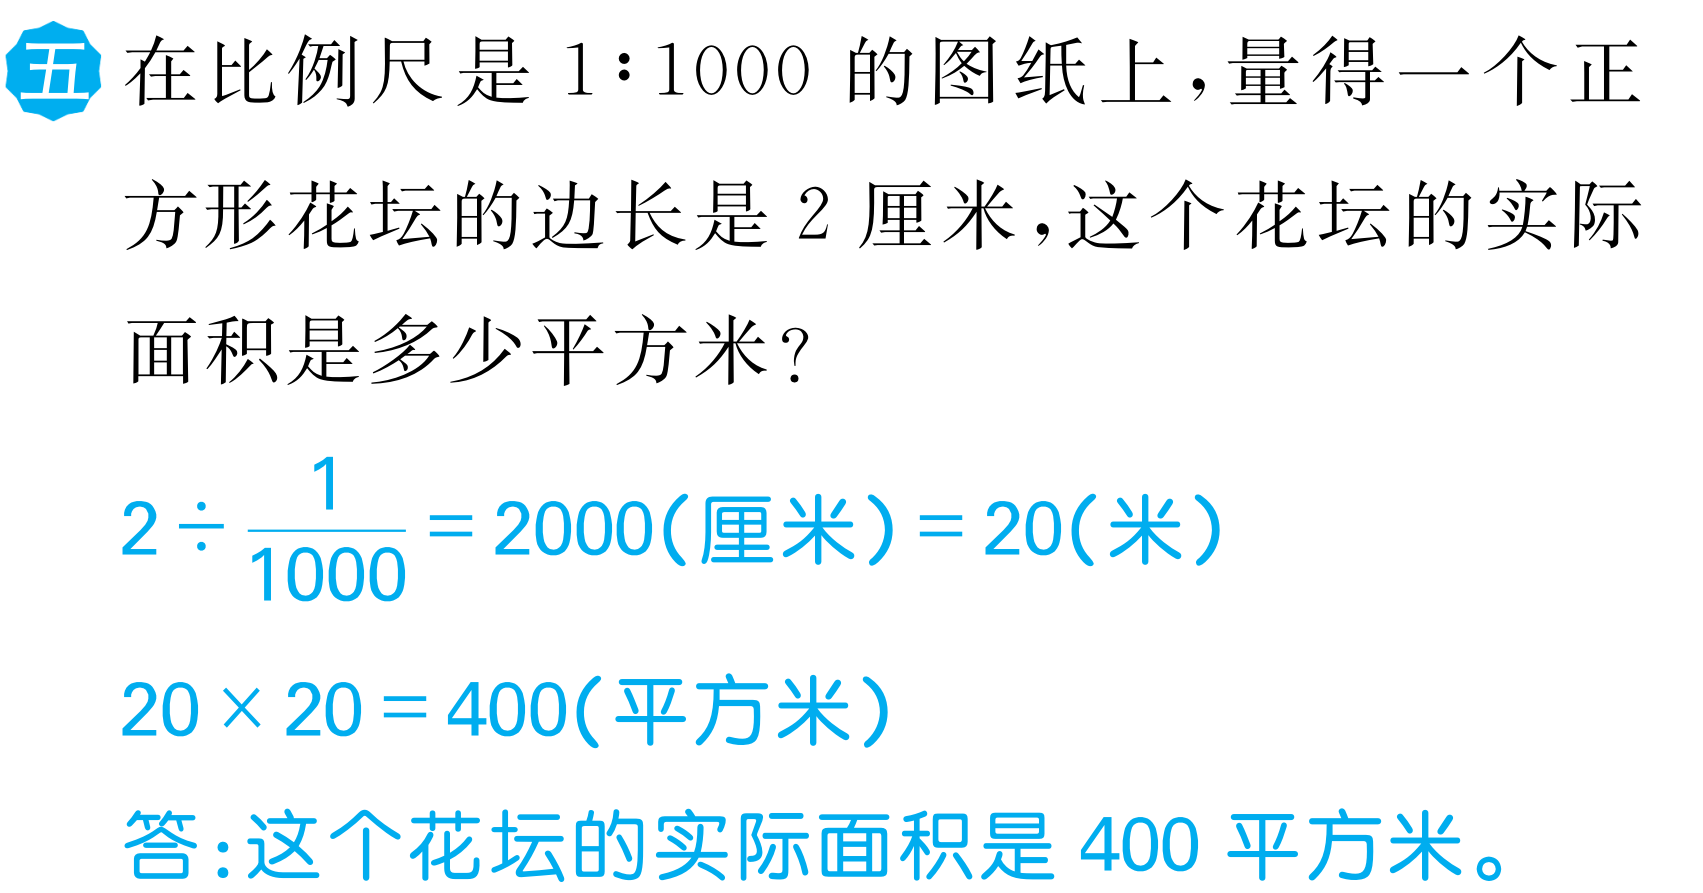 五 在比例尺是 1∶1000 的图纸上,量得一个正
方形花坛的边长是 2 厘米,这个花坛的实际
面积是多少平方米?
2÷1/1000=2000(厘米)=20(米)
20×20=400(平方米)
答:这个花坛的实际面积是 400 平方米。